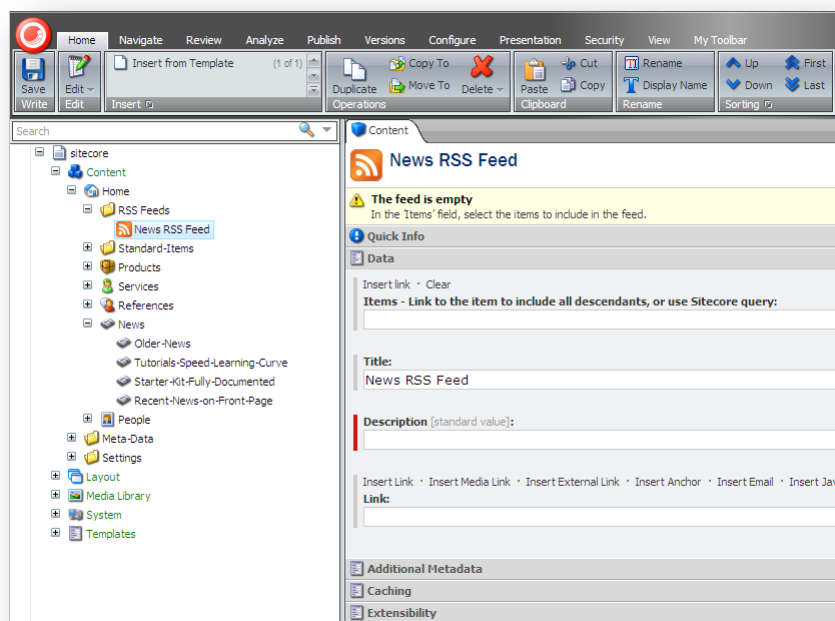 Home Navigate Review Analyze Publish Versions Configure Presentation Security View My Toolbar
Save
Write
Edit
Edit
Insert from Template (1 of 1)
Insert
Duplicate
Copy To
Move To
Delete
Operations
Paste
Cut
Copy
Clipboard
Rename
Display Name
Rename
Up
Down
First
Last
Sorting
Search
sitecore
Content
Home
RSS Feeds
News RSS Feed
Standard-Items
Products
Services
References
News
Older-News
Tutorials-Speed-Learning-Curve
Starter-Kit-Fully-Documented
Recent-News-on-Front-Page
People
Meta-Data
Settings
Layout
Media Library
System
Templates
Content
News RSS Feed
The feed is empty
In the 'Items' field, select the items to include in the feed.
Quick Info
Data
Insert link · Clear
Items - Link to the item to include all descendants, or use Sitecore query:
Title:
News RSS Feed
Description [standard value]:
Insert Link · Insert Media Link · Insert External Link · Insert Anchor · Insert Email · Insert Jav
Link:
Additional Metadata
Caching
Extensibility